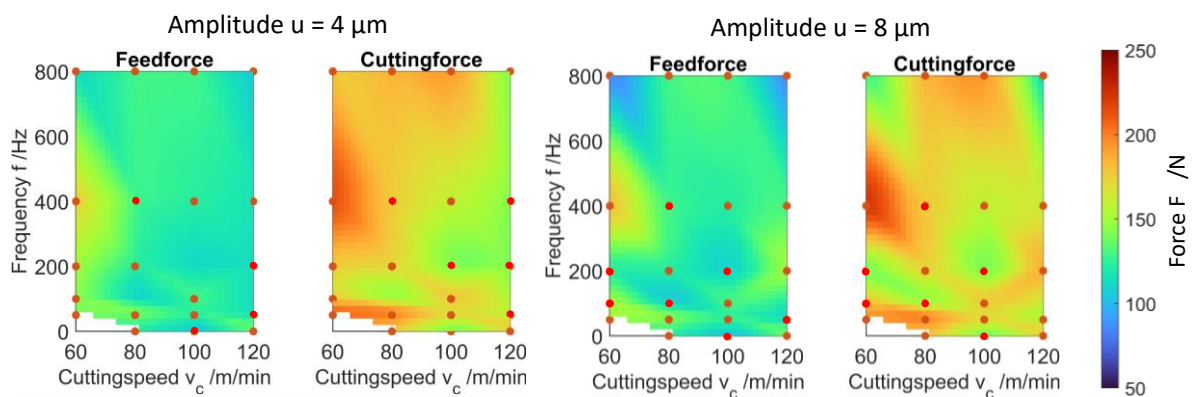 Amplitude u = 4 µm
Amplitude u = 8 µm
Feedforce
Cuttingforce
Feedforce
Cuttingforce
800
600
400
200
0
Frequency f /Hz
60 80 100 120
Cuttingspeed v_c /m/min
60 80 100 120
Cuttingspeed v_c /m/min
800
600
400
200
0
Frequency f /Hz
60 80 100 120
Cuttingspeed v_c /m/min
60 80 100 120
Cuttingspeed v_c /m/min
250
200
150
100
50
Force F /N